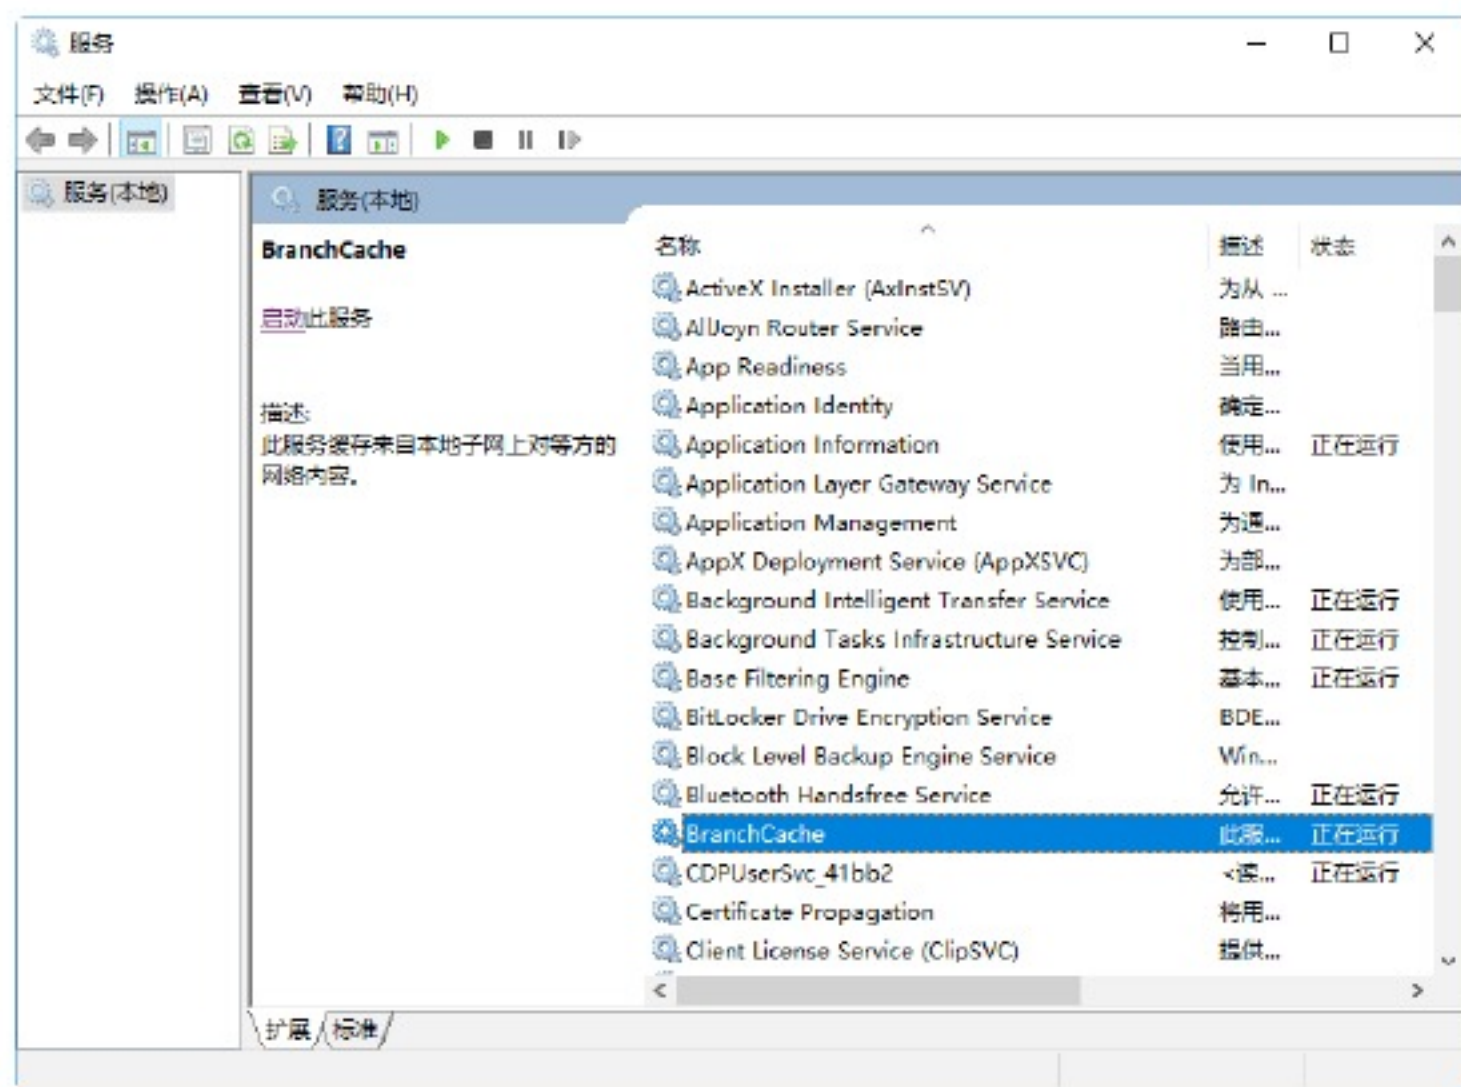 服务
文件(F) 操作(A) 查看(V) 帮助(H)
服务(本地)
服务(本地)
BranchCache
启动此服务
描述:
此服务缓存来自本地子网上对等方的
网络内容。
名称 描述 状态
ActiveX Installer (AxInstSV) 为从 ...
AllJoyn Router Service 路由...
App Readiness 当用...
Application Identity 确定...
Application Information 使用... 正在运行
Application Layer Gateway Service 为 In...
Application Management 为通...
AppX Deployment Service (AppXSVC) 为部...
Background Intelligent Transfer Service 使用... 正在运行
Background Tasks Infrastructure Service 控制... 正在运行
Base Filtering Engine 基本... 正在运行
BitLocker Drive Encryption Service BDE...
Block Level Backup Engine Service Win...
Bluetooth Handsfree Service 允许... 正在运行
BranchCache 此服... 正在运行
CDPUserSvc_41bb2 <读... 正在运行
Certificate Propagation 将用...
Client License Service (ClipSVC) 提供...
扩展 标准